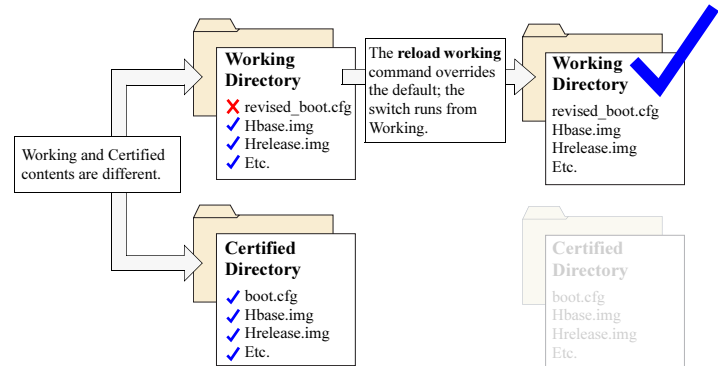 Working and Certified
contents are different.
Working
Directory
revised_boot.cfg
Hbase.img
Hrelease.img
Etc.
The reload working
command overrides
the default; the
switch runs from
Working.
Working
Directory
revised_boot.cfg
Hbase.img
Hrelease.img
Etc.
Certified
Directory
boot.cfg
Hbase.img
Hrelease.img
Etc.
Certified
Directory
boot.cfg
Hbase.img
Hrelease.img
Etc.